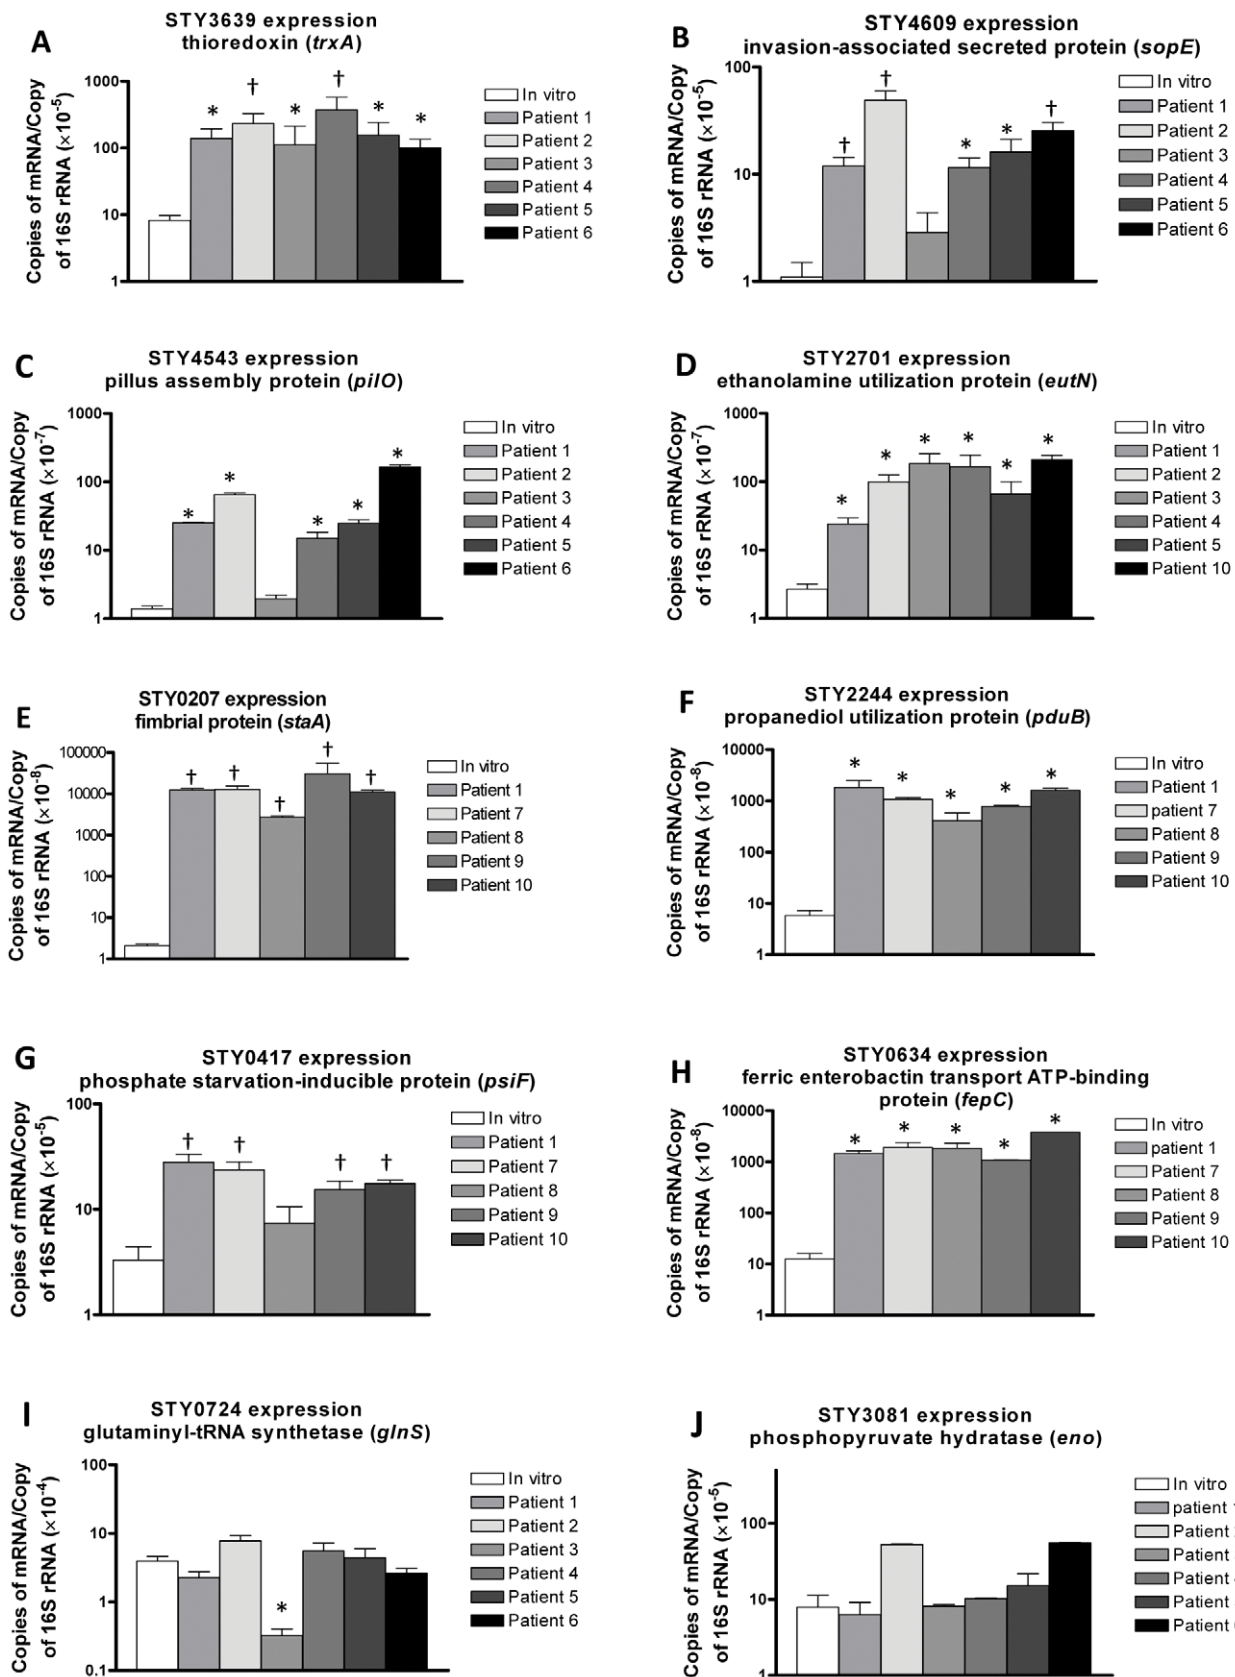 A
STY3639 expression
thioredoxin (trxA)
Copies of mRNA/Copy
of 16S rRNA (×10-5)
1000
100
10
1
*
†
*
†
*
*
In vitro
Patient 1
Patient 2
Patient 3
Patient 4
Patient 5
Patient 6
B
STY4609 expression
invasion-associated secreted protein (sopE)
Copies of mRNA/Copy
of 16S rRNA (×10-5)
100
10
1
†
†
*
*
†
In vitro
Patient 1
Patient 2
Patient 3
Patient 4
Patient 5
Patient 6
C
STY4543 expression
pillus assembly protein (pilO)
Copies of mRNA/Copy
of 16S rRNA (×10-7)
1000
100
10
1
*
*
*
*
*
In vitro
Patient 1
Patient 2
Patient 3
Patient 4
Patient 5
Patient 6
D
STY2701 expression
ethanolamine utilization protein (eutN)
Copies of mRNA/Copy
of 16S rRNA (×10-7)
1000
100
10
1
*
*
*
*
*
*
In vitro
Patient 1
Patient 2
Patient 3
Patient 4
Patient 5
Patient 10
E
STY0207 expression
fimbrial protein (staA)
Copies of mRNA/Copy
of 16S rRNA (×10-8)
100000
10000
1000
100
10
1
†
†
†
†
†
In vitro
Patient 1
Patient 7
Patient 8
Patient 9
Patient 10
F
STY2244 expression
propanediol utilization protein (pduB)
Copies of mRNA/Copy
of 16S rRNA (×10-8)
10000
1000
100
10
1
*
*
*
*
*
In vitro
Patient 1
patient 7
Patient 8
Patient 9
Patient 10
G
STY0417 expression
phosphate starvation-inducible protein (psiF)
Copies of mRNA/Copy
of 16S rRNA (×10-5)
100
10
1
†
†
†
†
In vitro
Patient 1
Patient 7
Patient 8
Patient 9
Patient 10
H
STY0634 expression
ferric enterobactin transport ATP-binding
protein (fepC)
Copies of mRNA/Copy
of 16S rRNA (×10-8)
10000
1000
100
10
1
*
*
*
*
*
In vitro
patient 1
Patient 7
Patient 8
Patient 9
Patient 10
I
STY0724 expression
glutaminyl-tRNA synthetase (glnS)
Copies of mRNA/Copy
of 16S rRNA (×10-4)
100
10
1
0.1
*
In vitro
Patient 1
Patient 2
Patient 3
Patient 4
Patient 5
Patient 6
J
STY3081 expression
phosphopyruvate hydratase (eno)
Copies of mRNA/Copy
of 16S rRNA (×10-5)
100
10
1
In vitro
patient
Patient
Patient
Patient
Patient
Patient